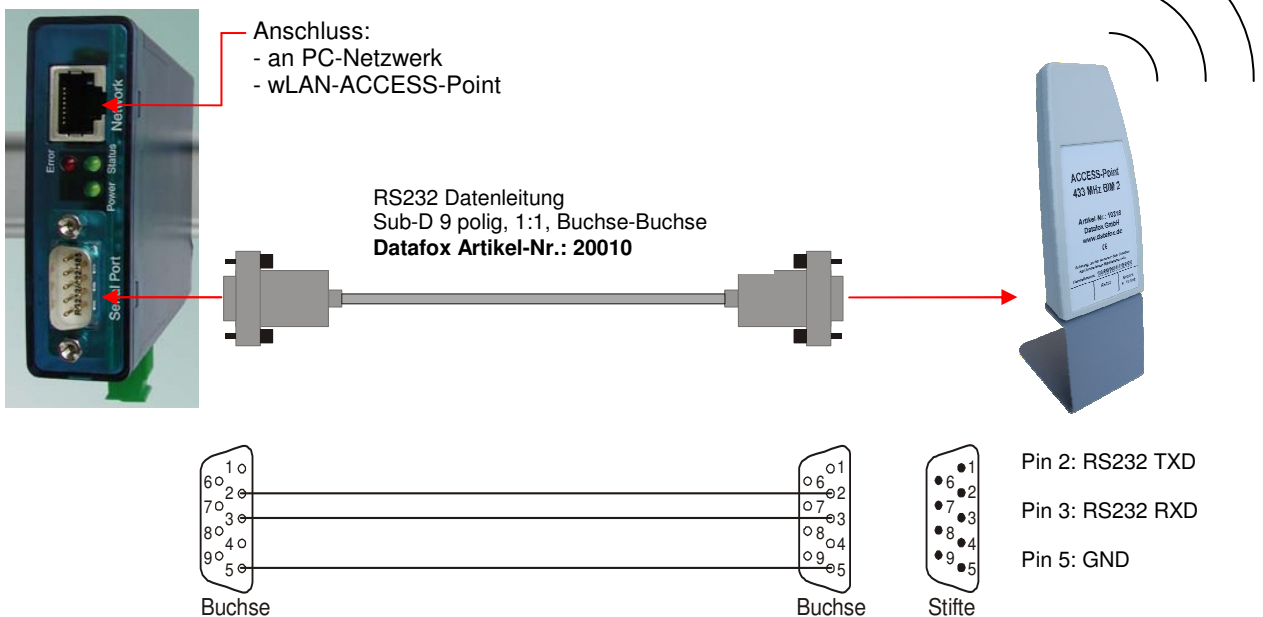 Anschluss:
- an PC-Netzwerk
- wLAN-ACCESS-Point
Network
Error
Status
Power
Serial Port
RS232 Datenleitung
Sub-D 9 polig, 1:1, Buchse-Buchse
Datafox Artikel-Nr.: 20010
ACCESS-Point
433 MHz BIM 2
Artikel-Nr.: 10318
Datafox GmbH
www.datafox.de
CE
1
6
2
7
3
8
4
9
5
Buchse
1
6
2
7
3
8
4
9
5
Buchse
1
6
2
7
3
8
4
9
5
Stifte
Pin 2: RS232 TXD
Pin 3: RS232 RXD
Pin 5: GND